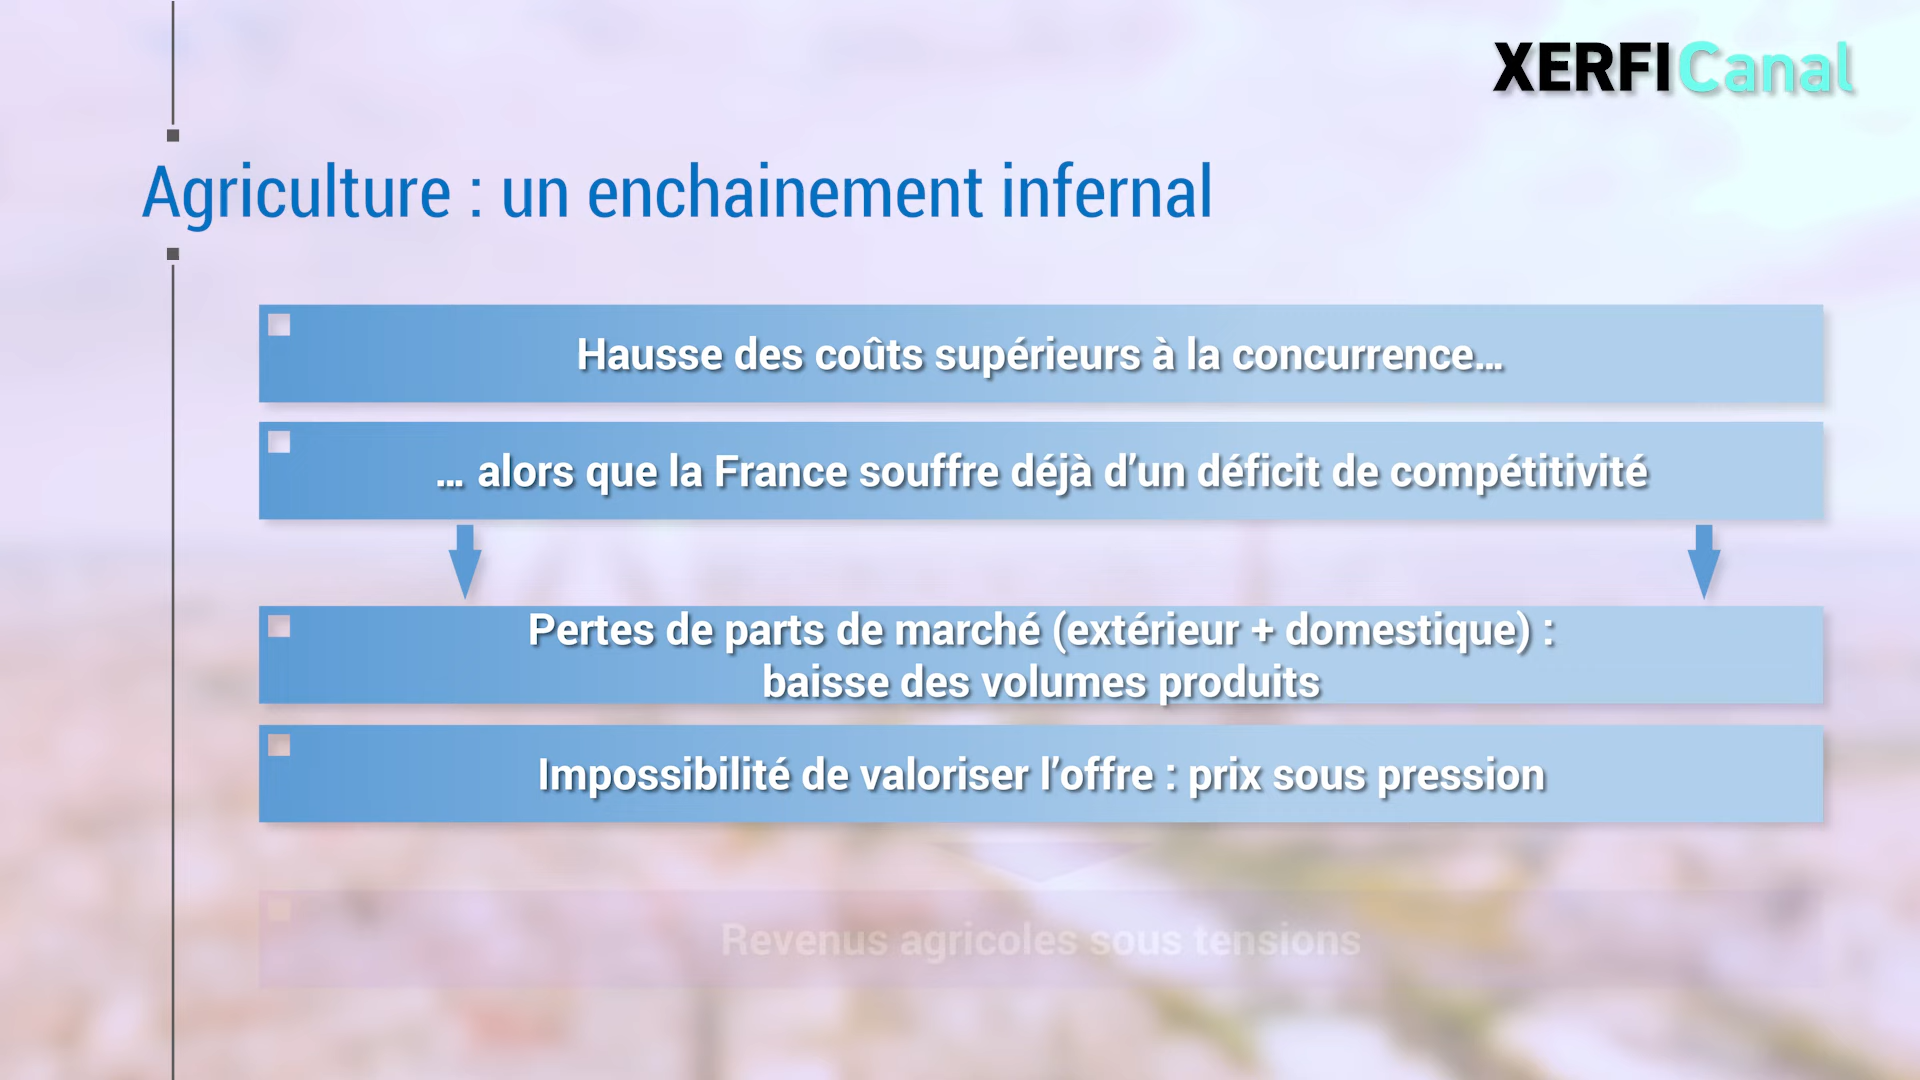 XERFI Canal
Agriculture : un enchainement infernal
Hausse des coûts supérieurs à la concurrence...
... alors que la France souffre déjà d’un déficit de compétitivité
Pertes de parts de marché (extérieur + domestique) :
baisse des volumes produits
Impossibilité de valoriser l’offre : prix sous pression
Revenus agricoles sous tensions